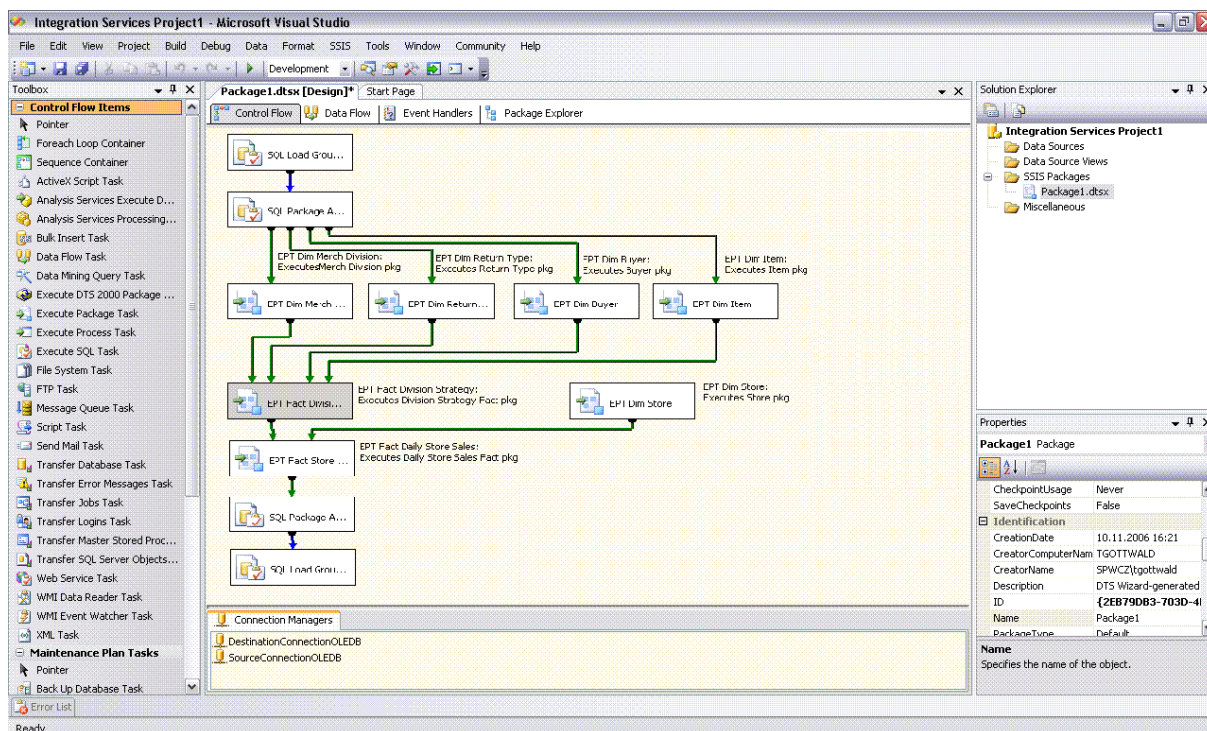 Integration Services Project1 - Microsoft Visual Studio
File Edit View Project Build Debug Data Format SSIS Tools Window Community Help
Development
Toolbox
Control Flow Items
Pointer
Foreach Loop Container
Sequence Container
ActiveX Script Task
Analysis Services Execute D...
Analysis Services Processing...
Bulk Insert Task
Data Flow Task
Data Mining Query Task
Execute DTS 2000 Package ...
Execute Package Task
Execute Process Task
Execute SQL Task
File System Task
FTP Task
Message Queue Task
Script Task
Send Mail Task
Transfer Database Task
Transfer Error Messages Task
Transfer Jobs Task
Transfer Logins Task
Transfer Master Stored Proc...
Transfer SQL Server Objects...
Web Service Task
WMI Data Reader Task
WMI Event Watcher Task
XML Task
Maintenance Plan Tasks
Pointer
Back Up Database Task
Package1.dtsx [Design]* Start Page
Control Flow Data Flow Event Handlers Package Explorer
SQL Load Grou...
SQL Package A...
EPT Dim Merch Division:
ExecutesMerch Division pkg
EPT Dim Return Type:
Executes Return Type pkg
EPT Dim Buyer:
Executes Buyer pkg
EPT Dim Item:
Executes Item pkg
EPT Dim Merch ...
EPT Dim Return...
EPT Dim Buyer
EPT Dim Item
EPT Fact Divisi...
EPT Fact Division Strategy:
Executes Division Strategy Fact pkg
EPT Dim Store
EPT Dim Store:
Executes Store pkg
EPT Fact Store ...
EPT Fact Daily Store Sales:
Executes Daily Store Sales Fact pkg
SQL Package A...
SQL Load Grou...
Connection Managers
DestinationConnectionOLEDB
SourceConnectionOLEDB
Solution Explorer
Integration Services Project1
Data Sources
Data Source Views
SSIS Packages
Package1.dtsx
Miscellaneous
Properties
Package1 Package
CheckpointUsage Never
SaveCheckpoints False
Identification
CreationDate 10.11.2006 16:21
CreatorComputerNam TGOTTWALD
CreatorName SPWCZ\tgottwald
Description DTS Wizard-generated
ID {2EB79DB3-703D-4
Name Package1
PackageType Default
Name
Specifies the name of the object.
Error List
Ready